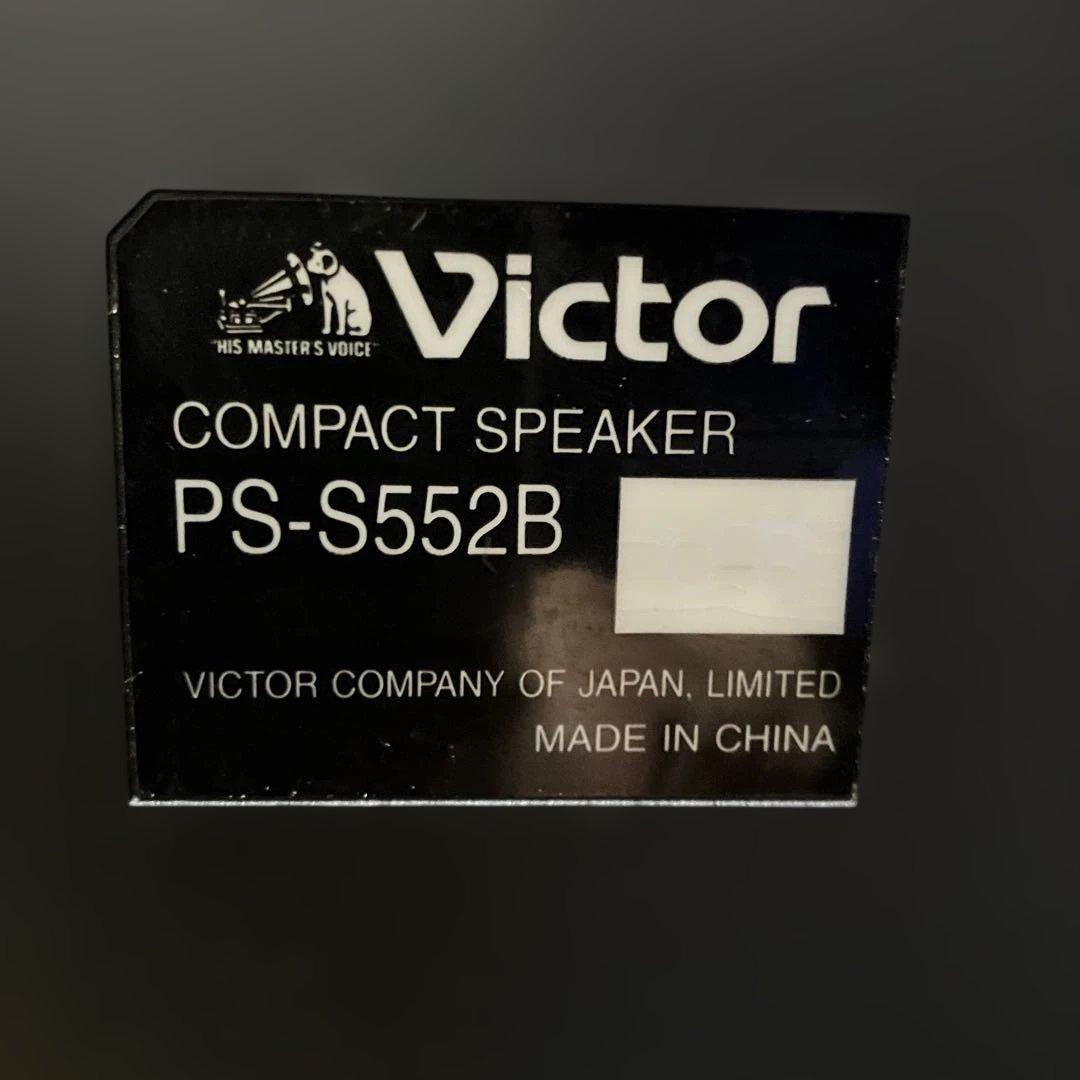 Victor
"HIS MASTER'S VOICE"
COMPACT SPEAKER
PS-S552B
VICTOR COMPANY OF JAPAN, LIMITED
MADE IN CHINA